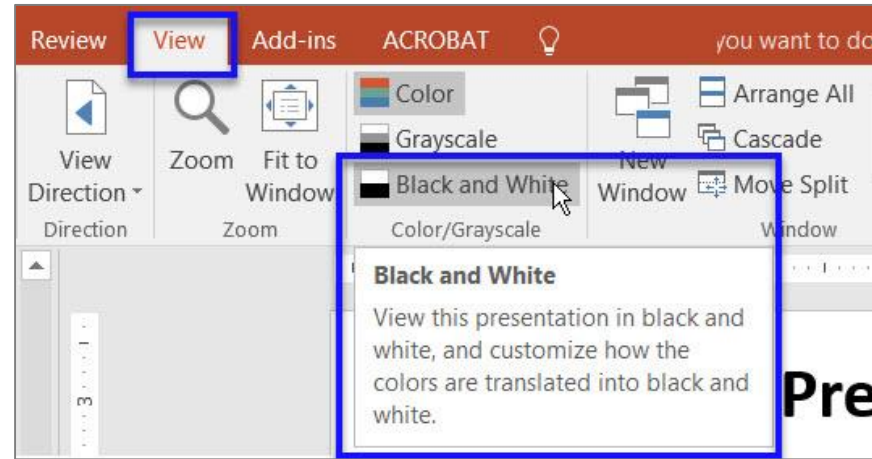 Review View Add-ins ACROBAT you want to do
Color Arrange All
Grayscale Cascade
View Zoom Fit to New
Direction Window Black and White Window Move Split
Direction Zoom Color/Grayscale Window
Black and White
View this presentation in black and
white, and customize how the
colors are translated into black and
white.
3
Pre